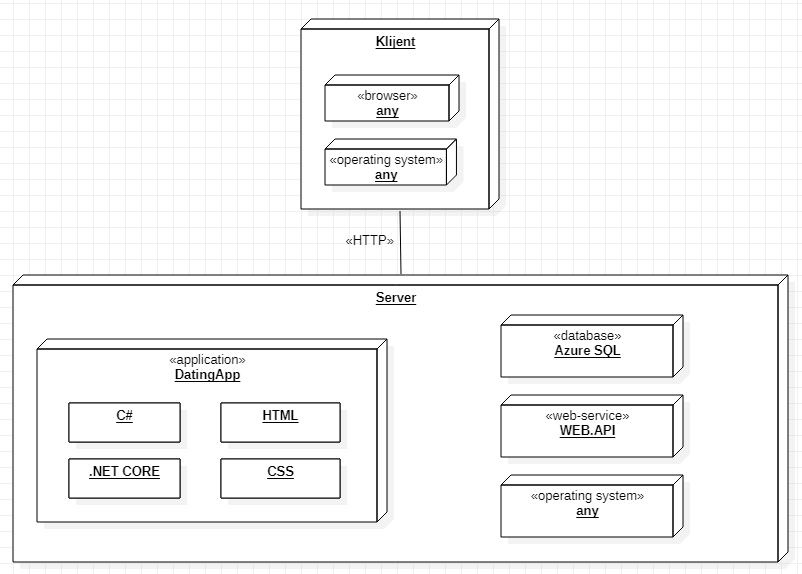 Klijent
«browser»
any
«operating system»
any
«HTTP»
Server
«application»
DatingApp
C#
HTML
.NET CORE
CSS
«database»
Azure SQL
«web-service»
WEB.API
«operating system»
any